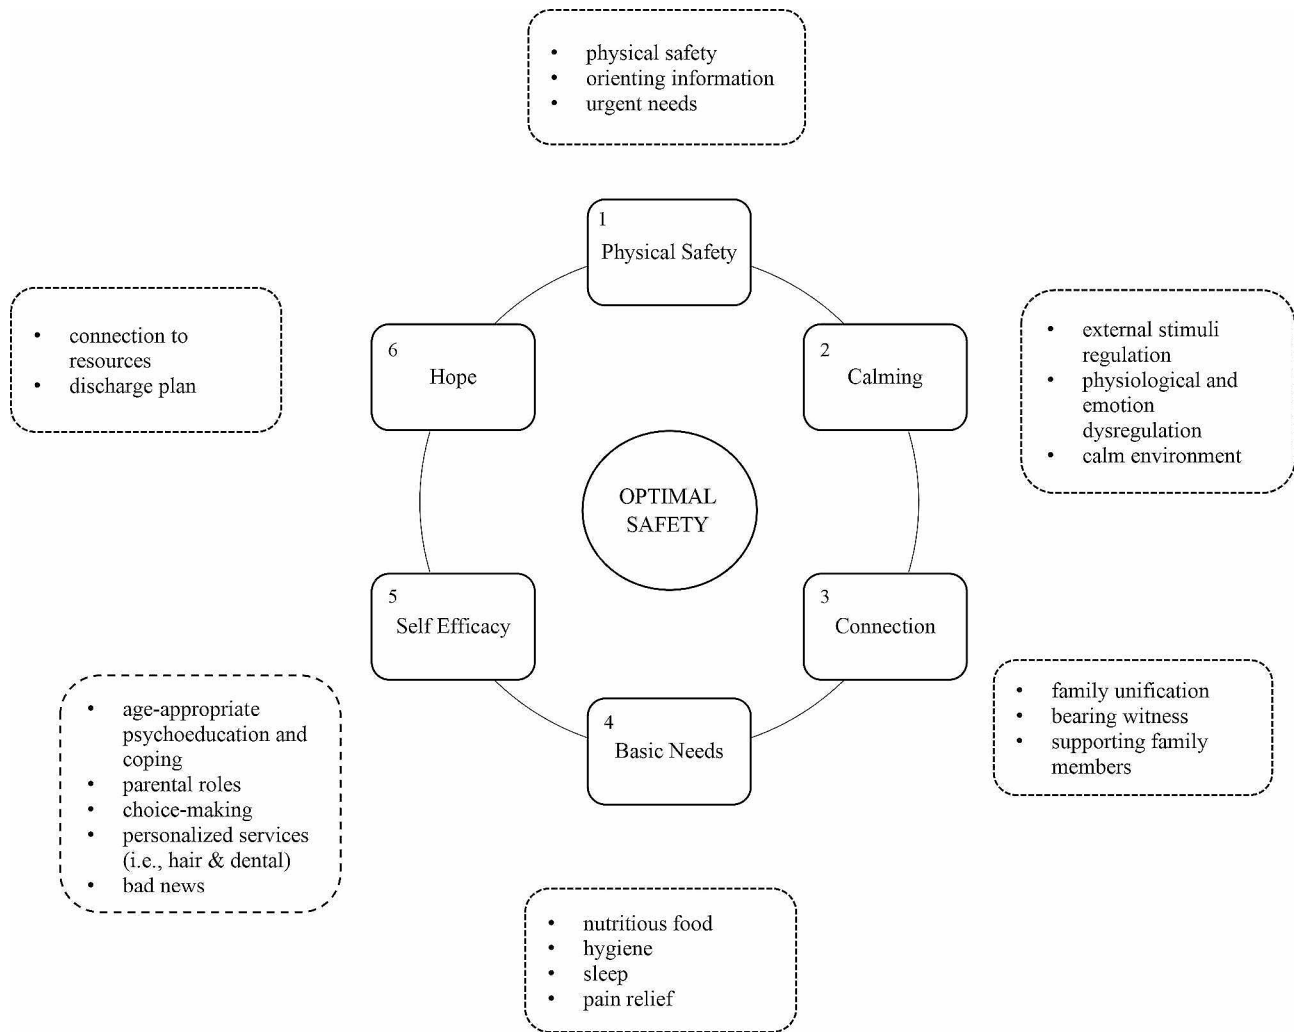 • physical safety
• orienting information
• urgent needs
1
Physical Safety
2
Calming
• external stimuli
regulation
• physiological and
emotion
dysregulation
• calm environment
3
Connection
• family unification
• bearing witness
• supporting family
members
4
Basic Needs
• nutritious food
• hygiene
• sleep
• pain relief
5
Self Efficacy
• age-appropriate
psychoeducation and
coping
• parental roles
• choice-making
• personalized services
(i.e., hair & dental)
• bad news
6
Hope
• connection to
resources
• discharge plan
OPTIMAL
SAFETY